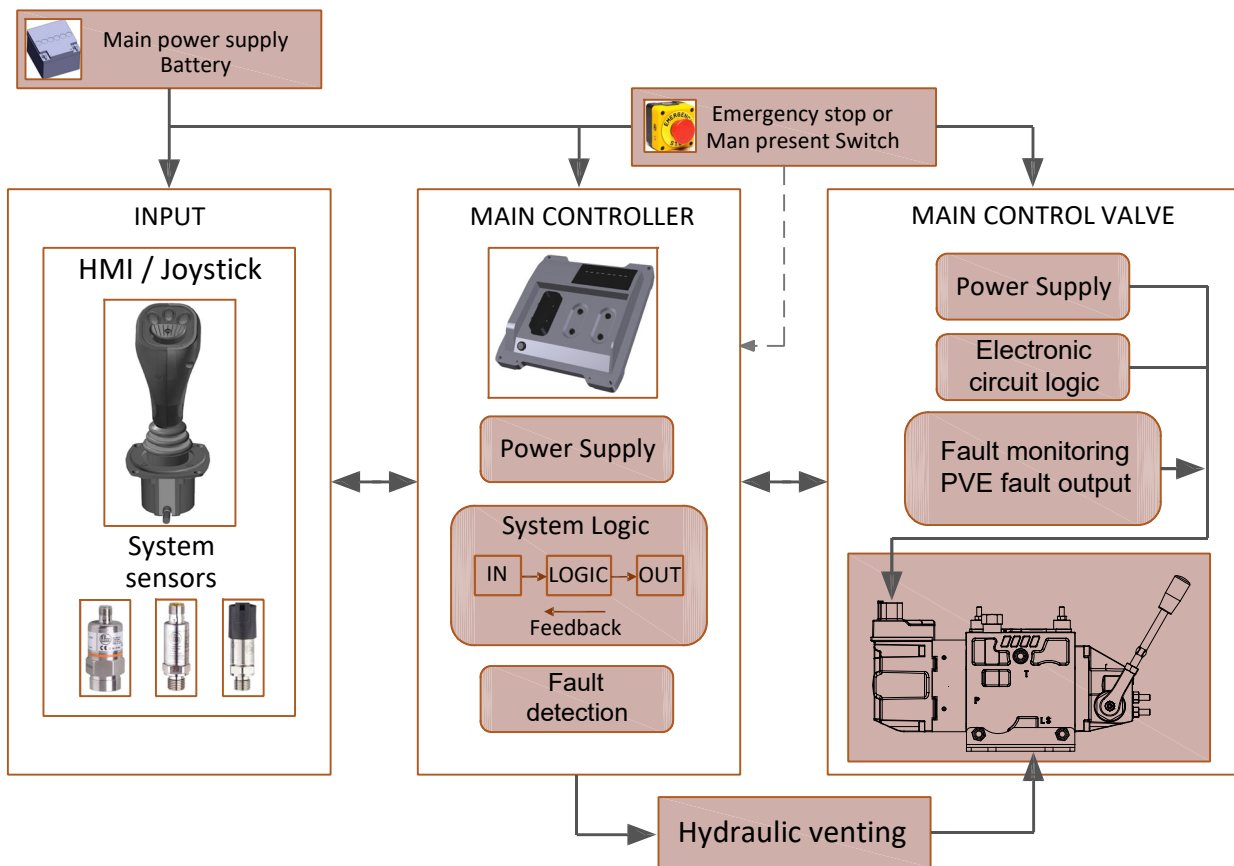 Main power supply
Battery
EMERGENCY
Emergency stop or
Man present Switch
INPUT
HMI / Joystick
System
sensors
MAIN CONTROLLER
Power Supply
System Logic
IN
LOGIC
OUT
Feedback
Fault
detection
MAIN CONTROL VALVE
Power Supply
Electronic
circuit logic
Fault monitoring
PVE fault output
P
T
LS
Hydraulic venting